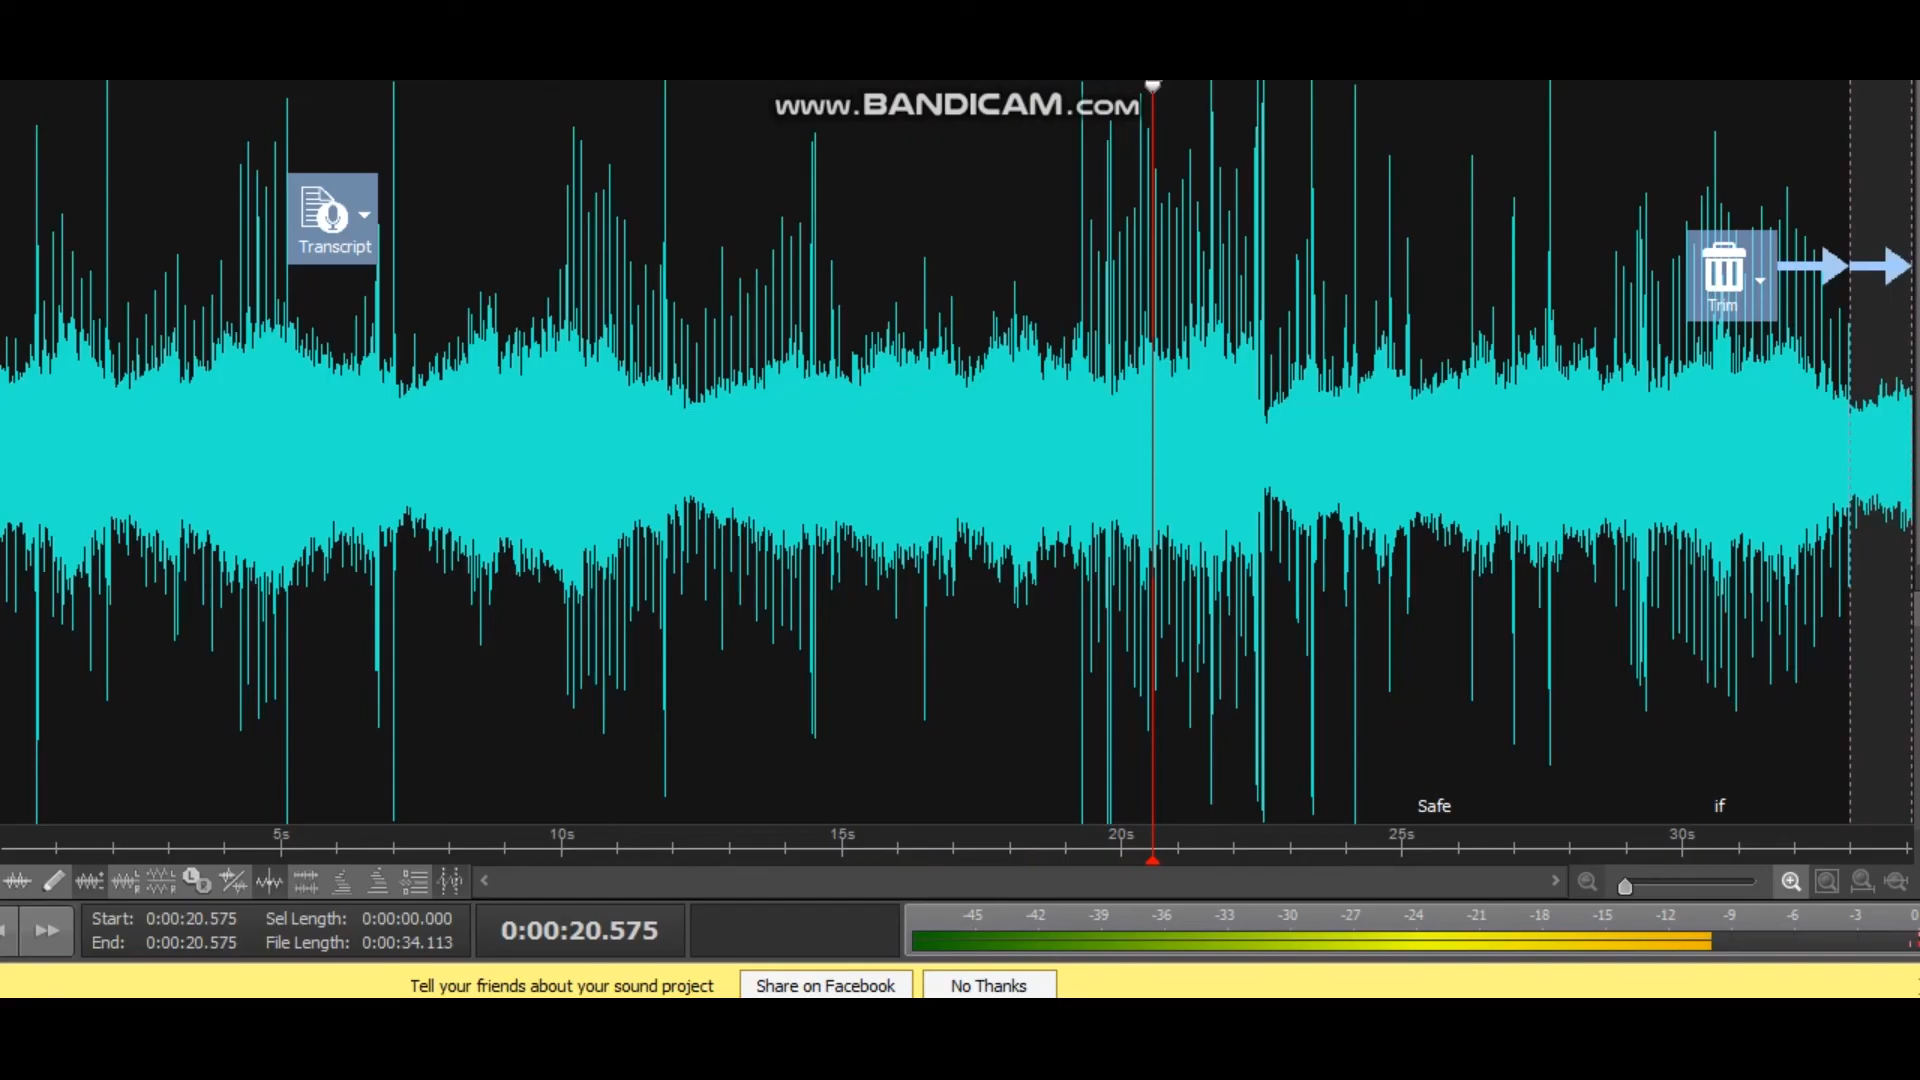 www.BANDICAM.com
Transcript
Trim
Safe if
5s 10s 15s 20s 25s 30s
Start: 0:00:20.575 Sel Length: 0:00:00.000
End: 0:00:20.575 File Length: 0:00:34.113
0:00:20.575
-45 -42 -39 -36 -33 -30 -27 -24 -21 -18 -15 -12 -9 -6 -3 0
Tell your friends about your sound project Share on Facebook No Thanks